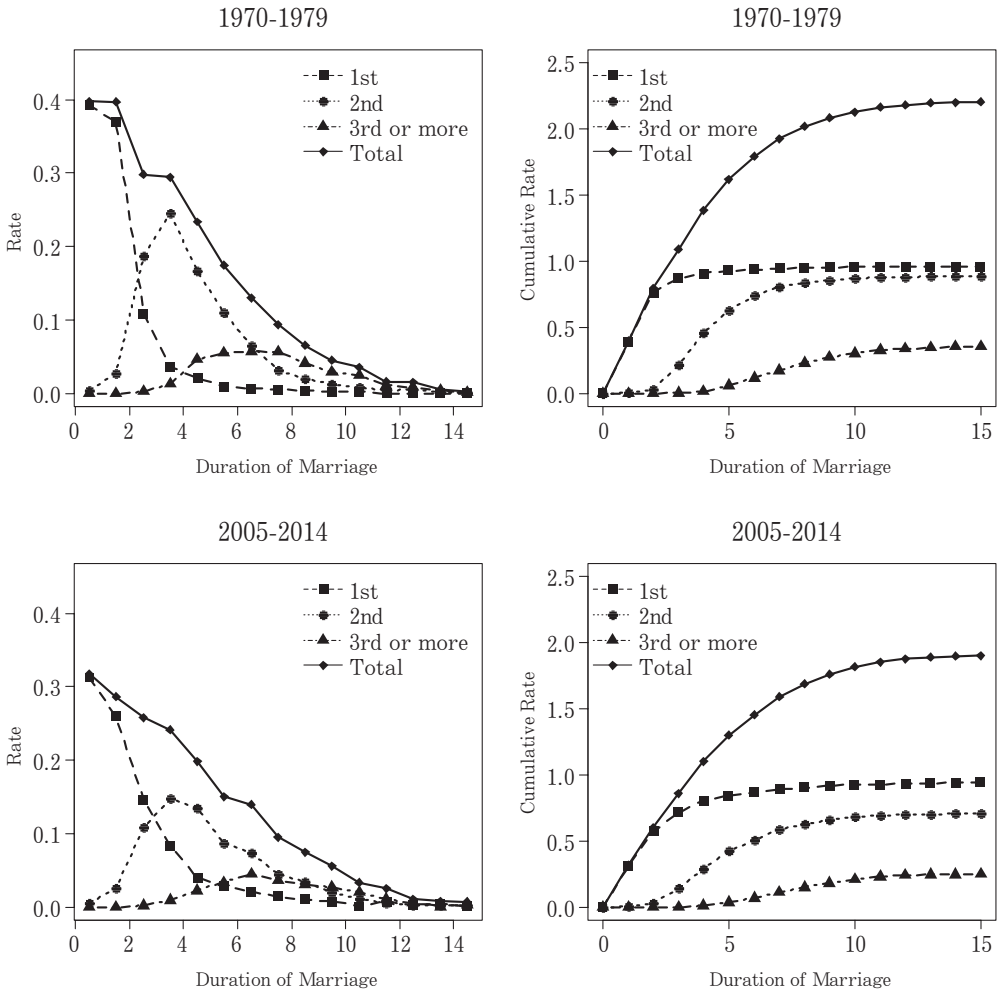 1970-1979
1st
2nd
3rd or more
Total
Rate
0.4
0.3
0.2
0.1
0.0
0 2 4 6 8 10 12 14
Duration of Marriage
1970-1979
1st
2nd
3rd or more
Total
Cumulative Rate
2.5
2.0
1.5
1.0
0.5
0.0
0 5 10 15
Duration of Marriage
2005-2014
1st
2nd
3rd or more
Total
Rate
0.4
0.3
0.2
0.1
0.0
0 2 4 6 8 10 12 14
Duration of Marriage
2005-2014
1st
2nd
3rd or more
Total
Cumulative Rate
2.5
2.0
1.5
1.0
0.5
0.0
0 5 10 15
Duration of Marriage